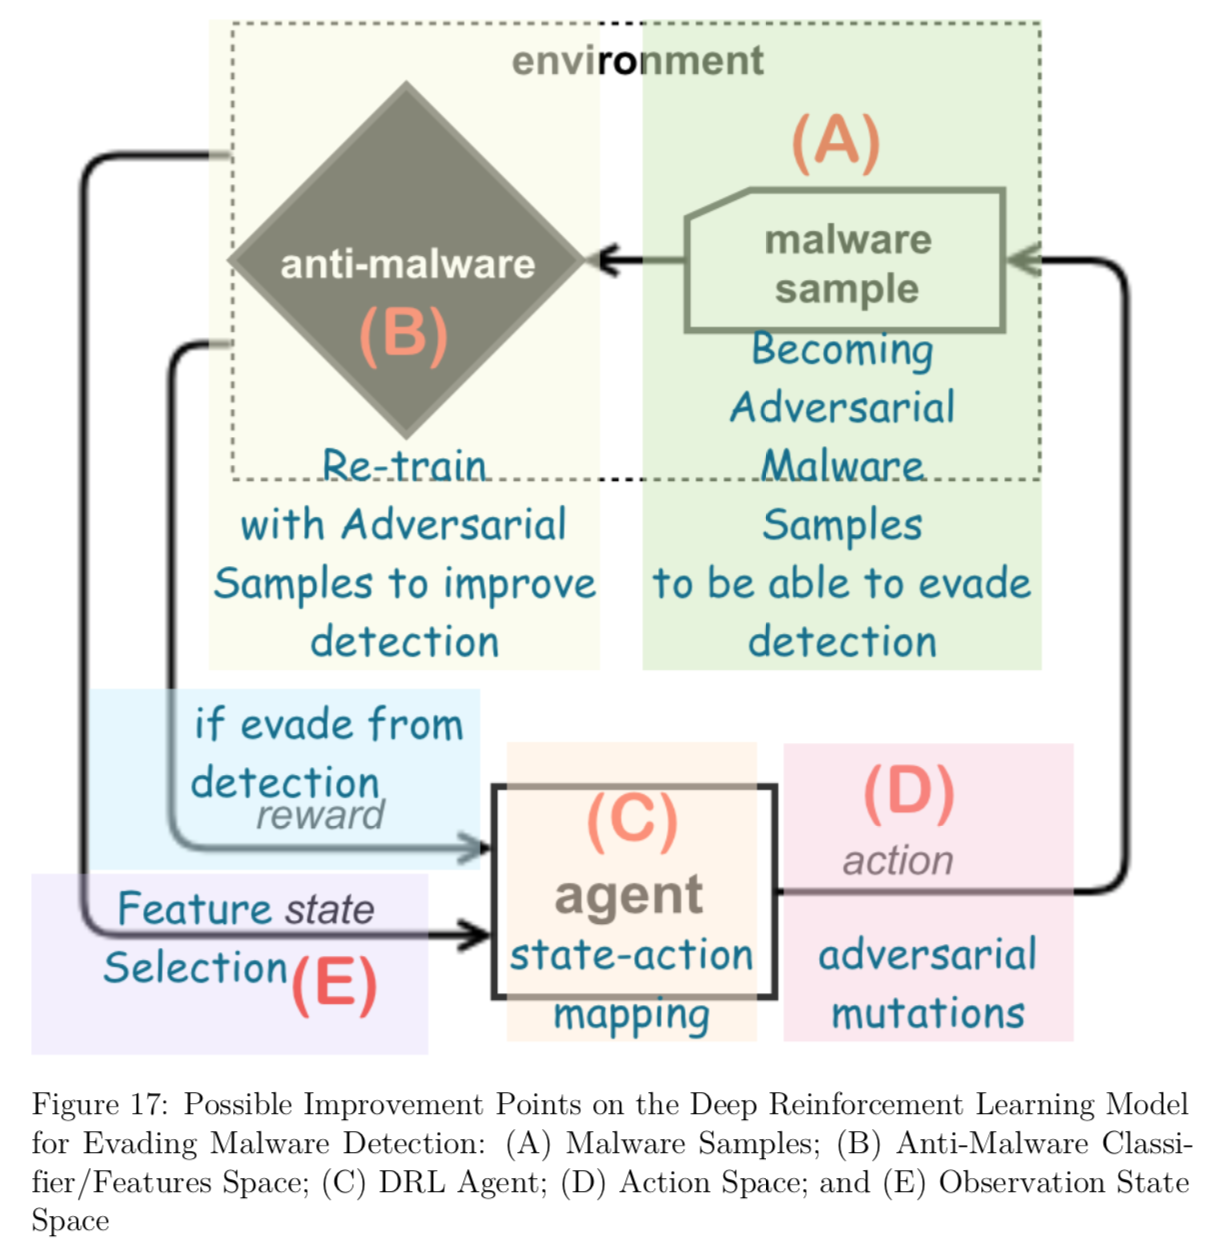 environment
(A)
malware
sample
anti-malware
(B)
Becoming
Adversarial
Malware
Samples
to be able to evade
detection
Re-train
with Adversarial
Samples to improve
detection
if evade from
detection
reward
Feature state
Selection(E)
(C)
agent
state-action
mapping
(D)
action
adversarial
mutations
Figure 17: Possible Improvement Points on the Deep Reinforcement Learning Model
for Evading Malware Detection: (A) Malware Samples; (B) Anti-Malware Classi-
fier/Features Space; (C) DRL Agent; (D) Action Space; and (E) Observation State
Space